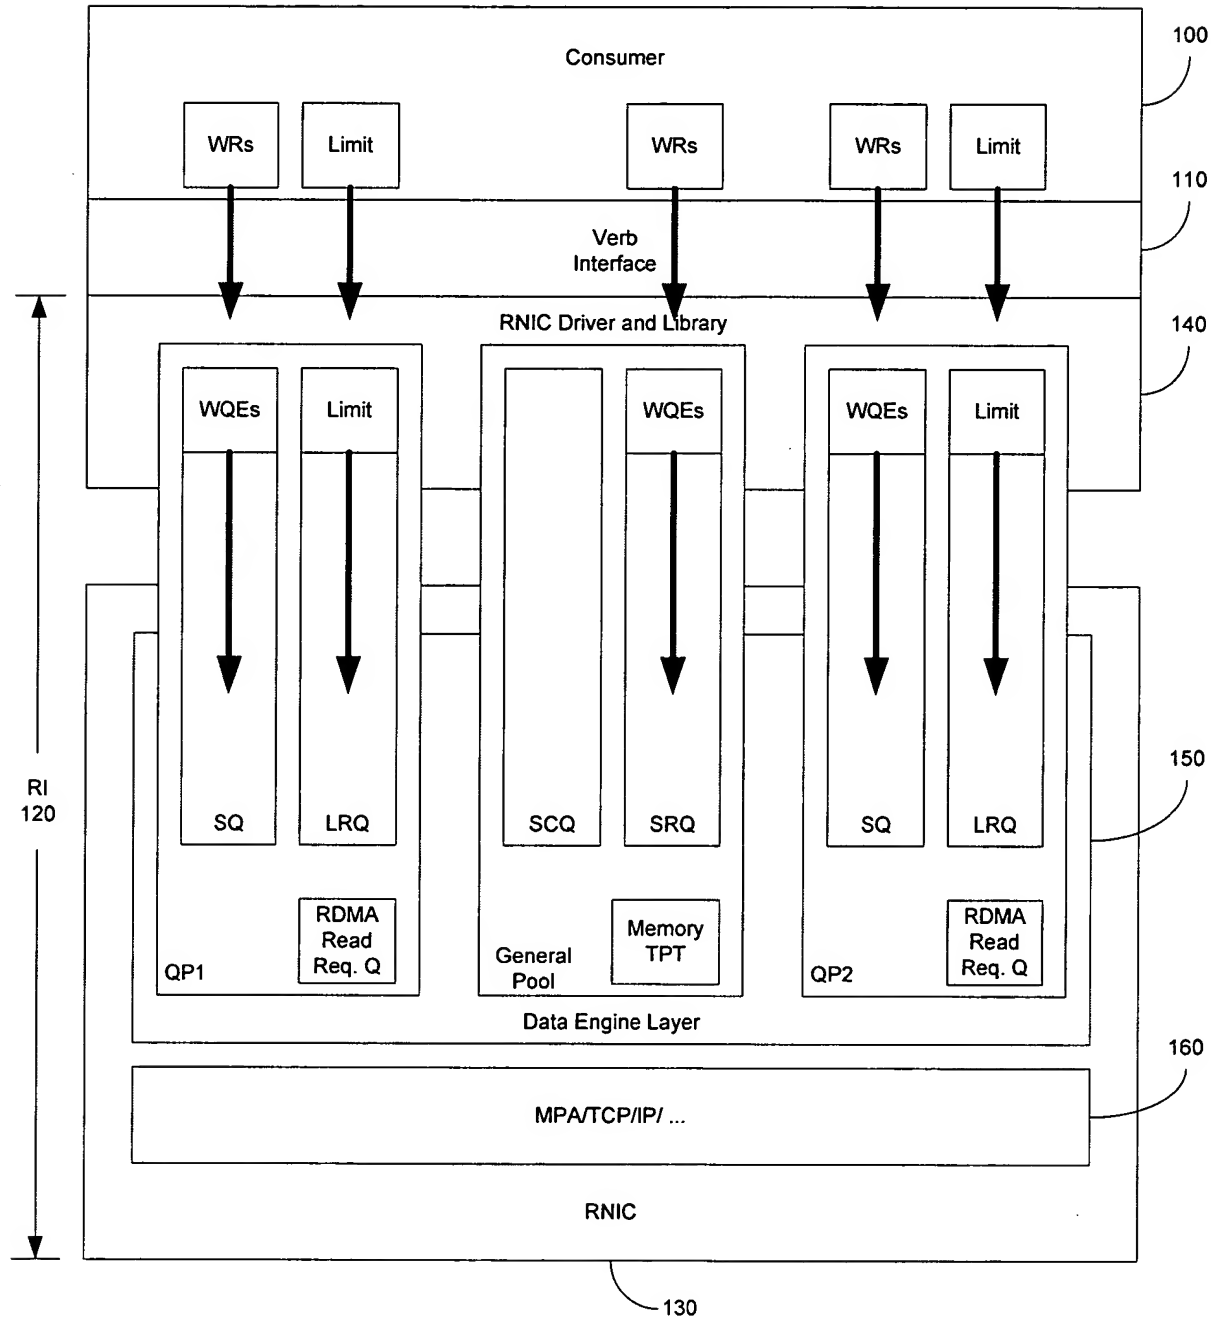 100
Consumer
WRs
Limit
WRs
WRs
Limit
110
Verb
Interface
RNIC Driver and Library
140
WQEs
Limit
WQEs
WQEs
Limit
RI
120
150
SQ
LRQ
SCQ
SRQ
SQ
LRQ
RDMA
Read
Req. Q
QP1
Memory
TPT
General
Pool
RDMA
Read
Req. Q
QP2
Data Engine Layer
160
MPA/TCP/IP/ ...
RNIC
130